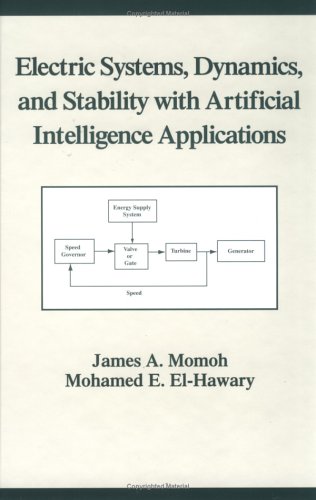 Electric Systems, Dynamics,
and Stability with Artificial
Intelligence Applications
Energy Supply
System
Speed
Governor
Valve
or
Gate
Turbine
Generator
Speed
James A. Momoh
Mohamed E. El-Hawary